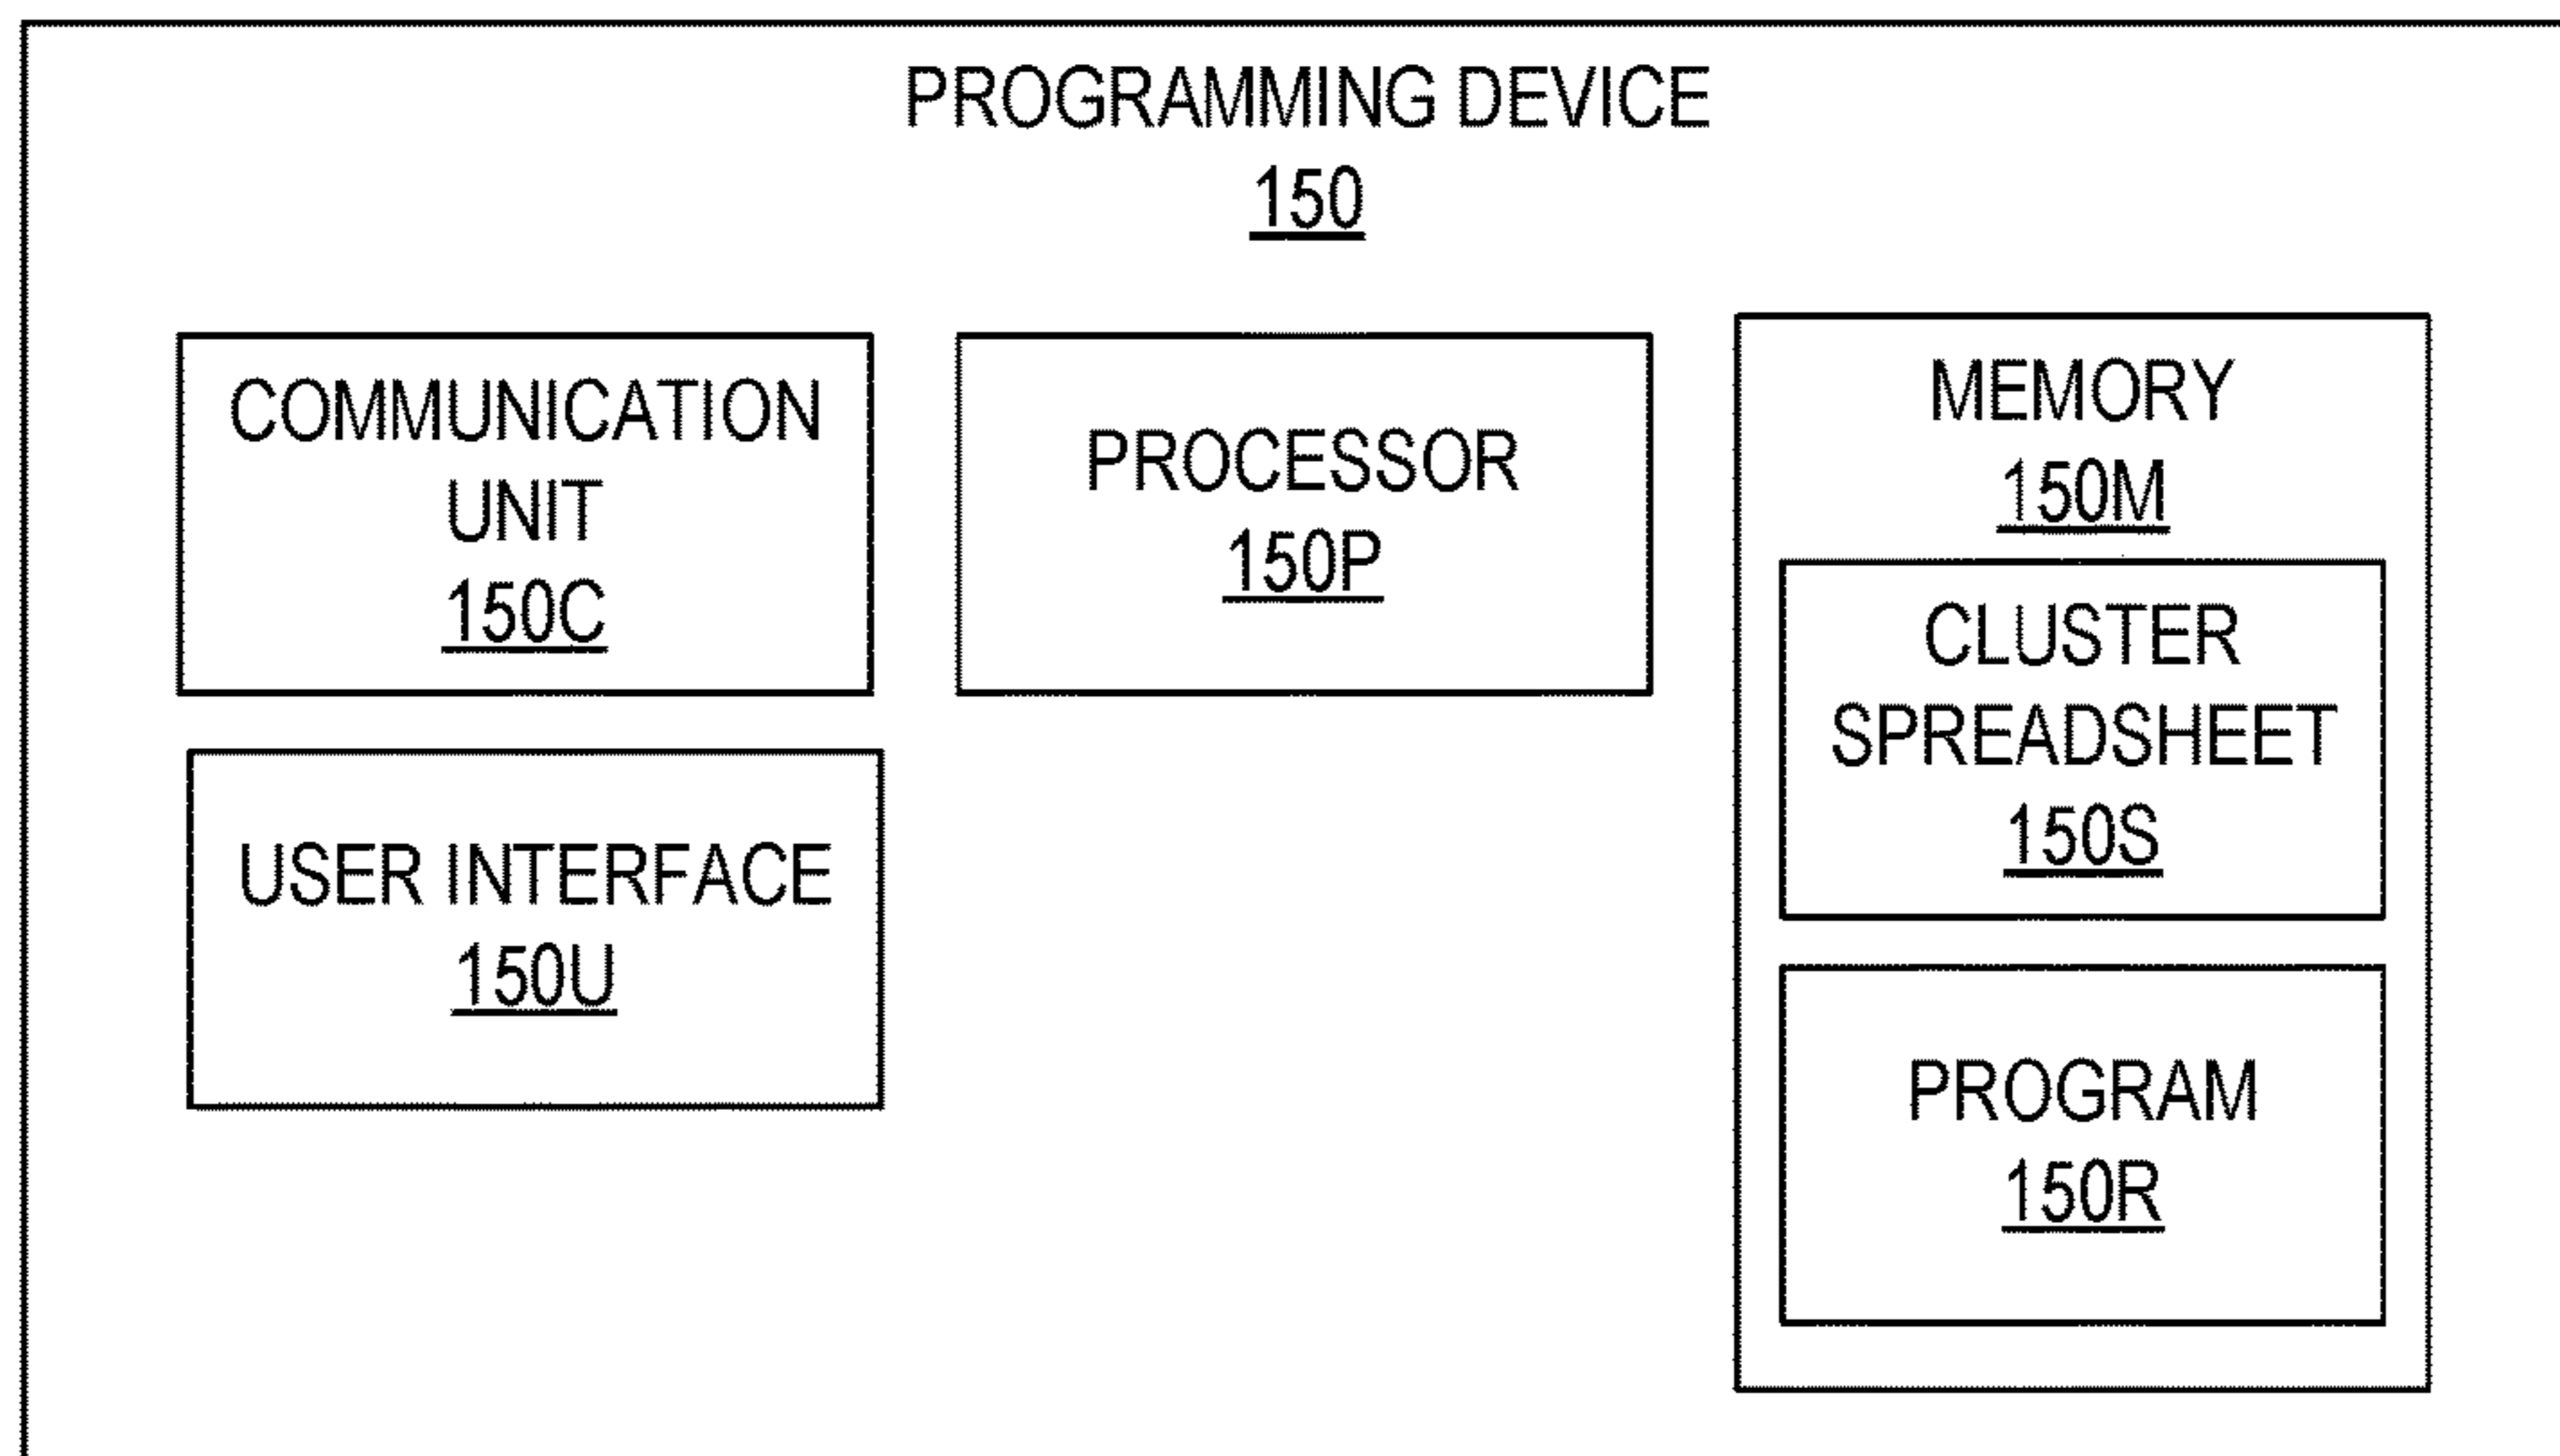 PROGRAMMING DEVICE
150
COMMUNICATION
UNIT
150C
PROCESSOR
150P
MEMORY
150M
CLUSTER
SPREADSHEET
150S
USER INTERFACE
150U
PROGRAM
150R